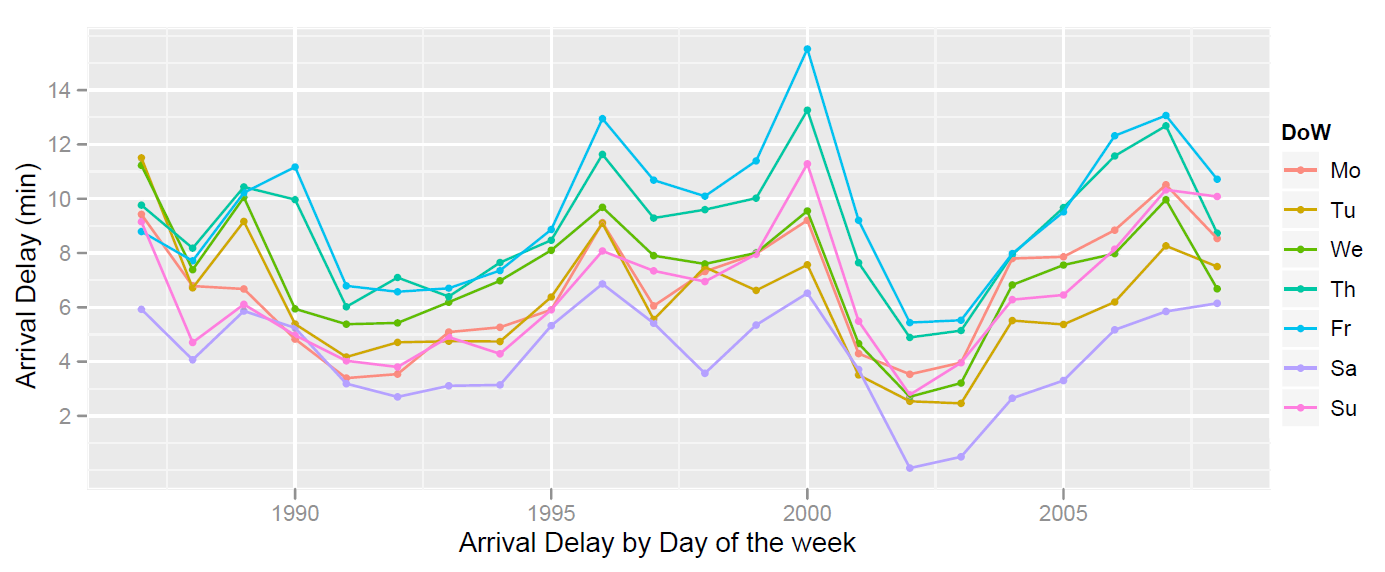 Arrival Delay (min)
14
12
10
8
6
4
2
1990
1995
2000
2005
Arrival Delay by Day of the week
DoW
Mo
Tu
We
Th
Fr
Sa
Su